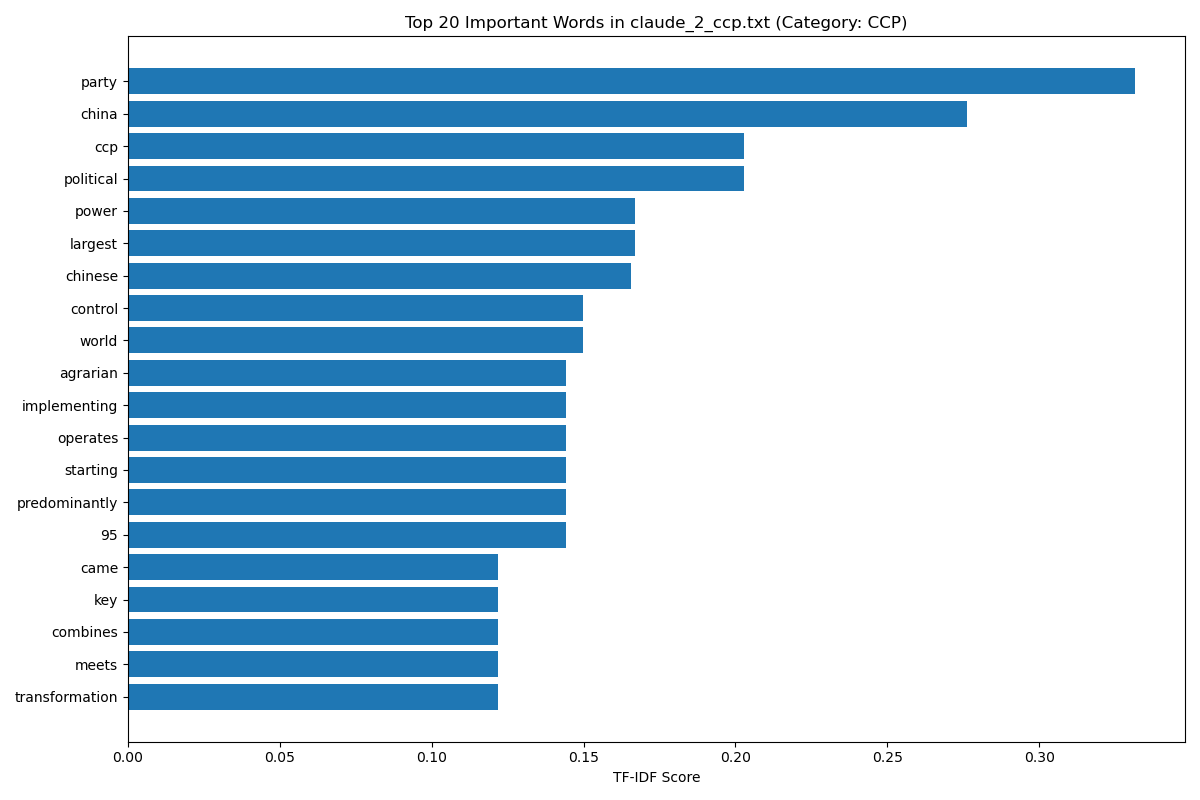 Top 20 Important Words in claude_2_ccp.txt (Category: CCP)
party
china
ccp
political
power
largest
chinese
control
world
agrarian
implementing
operates
starting
predominantly
95
came
key
combines
meets
transformation
0.00 0.05 0.10 0.15 0.20 0.25 0.30
TF-IDF Score